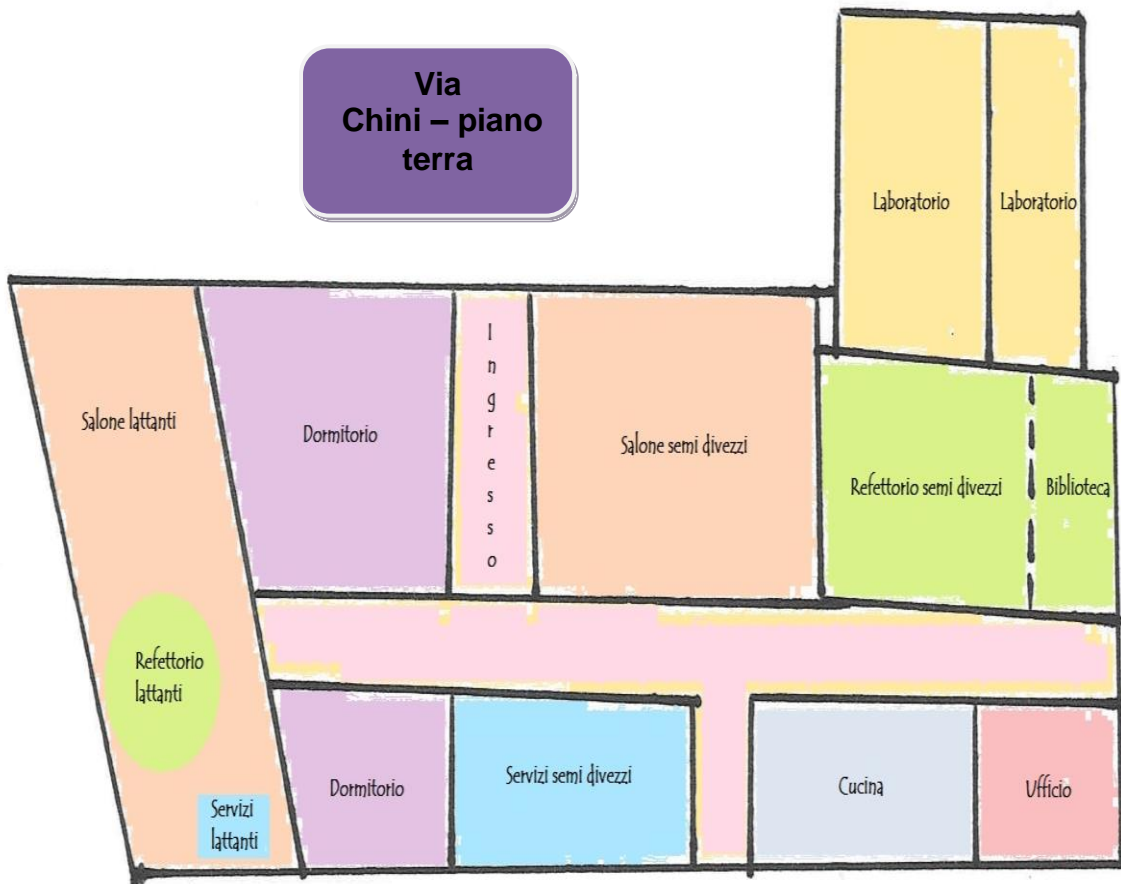 Via
Chini – piano
terra
Laboratorio
Laboratorio
Salone lattanti
Dormitorio
Ingresso
Salone semi divezzi
Refettorio semi divezzi
Biblioteca
Refettorio
lattanti
Servizi
lattanti
Dormitorio
Servizi semi divezzi
Cucina
Ufficio